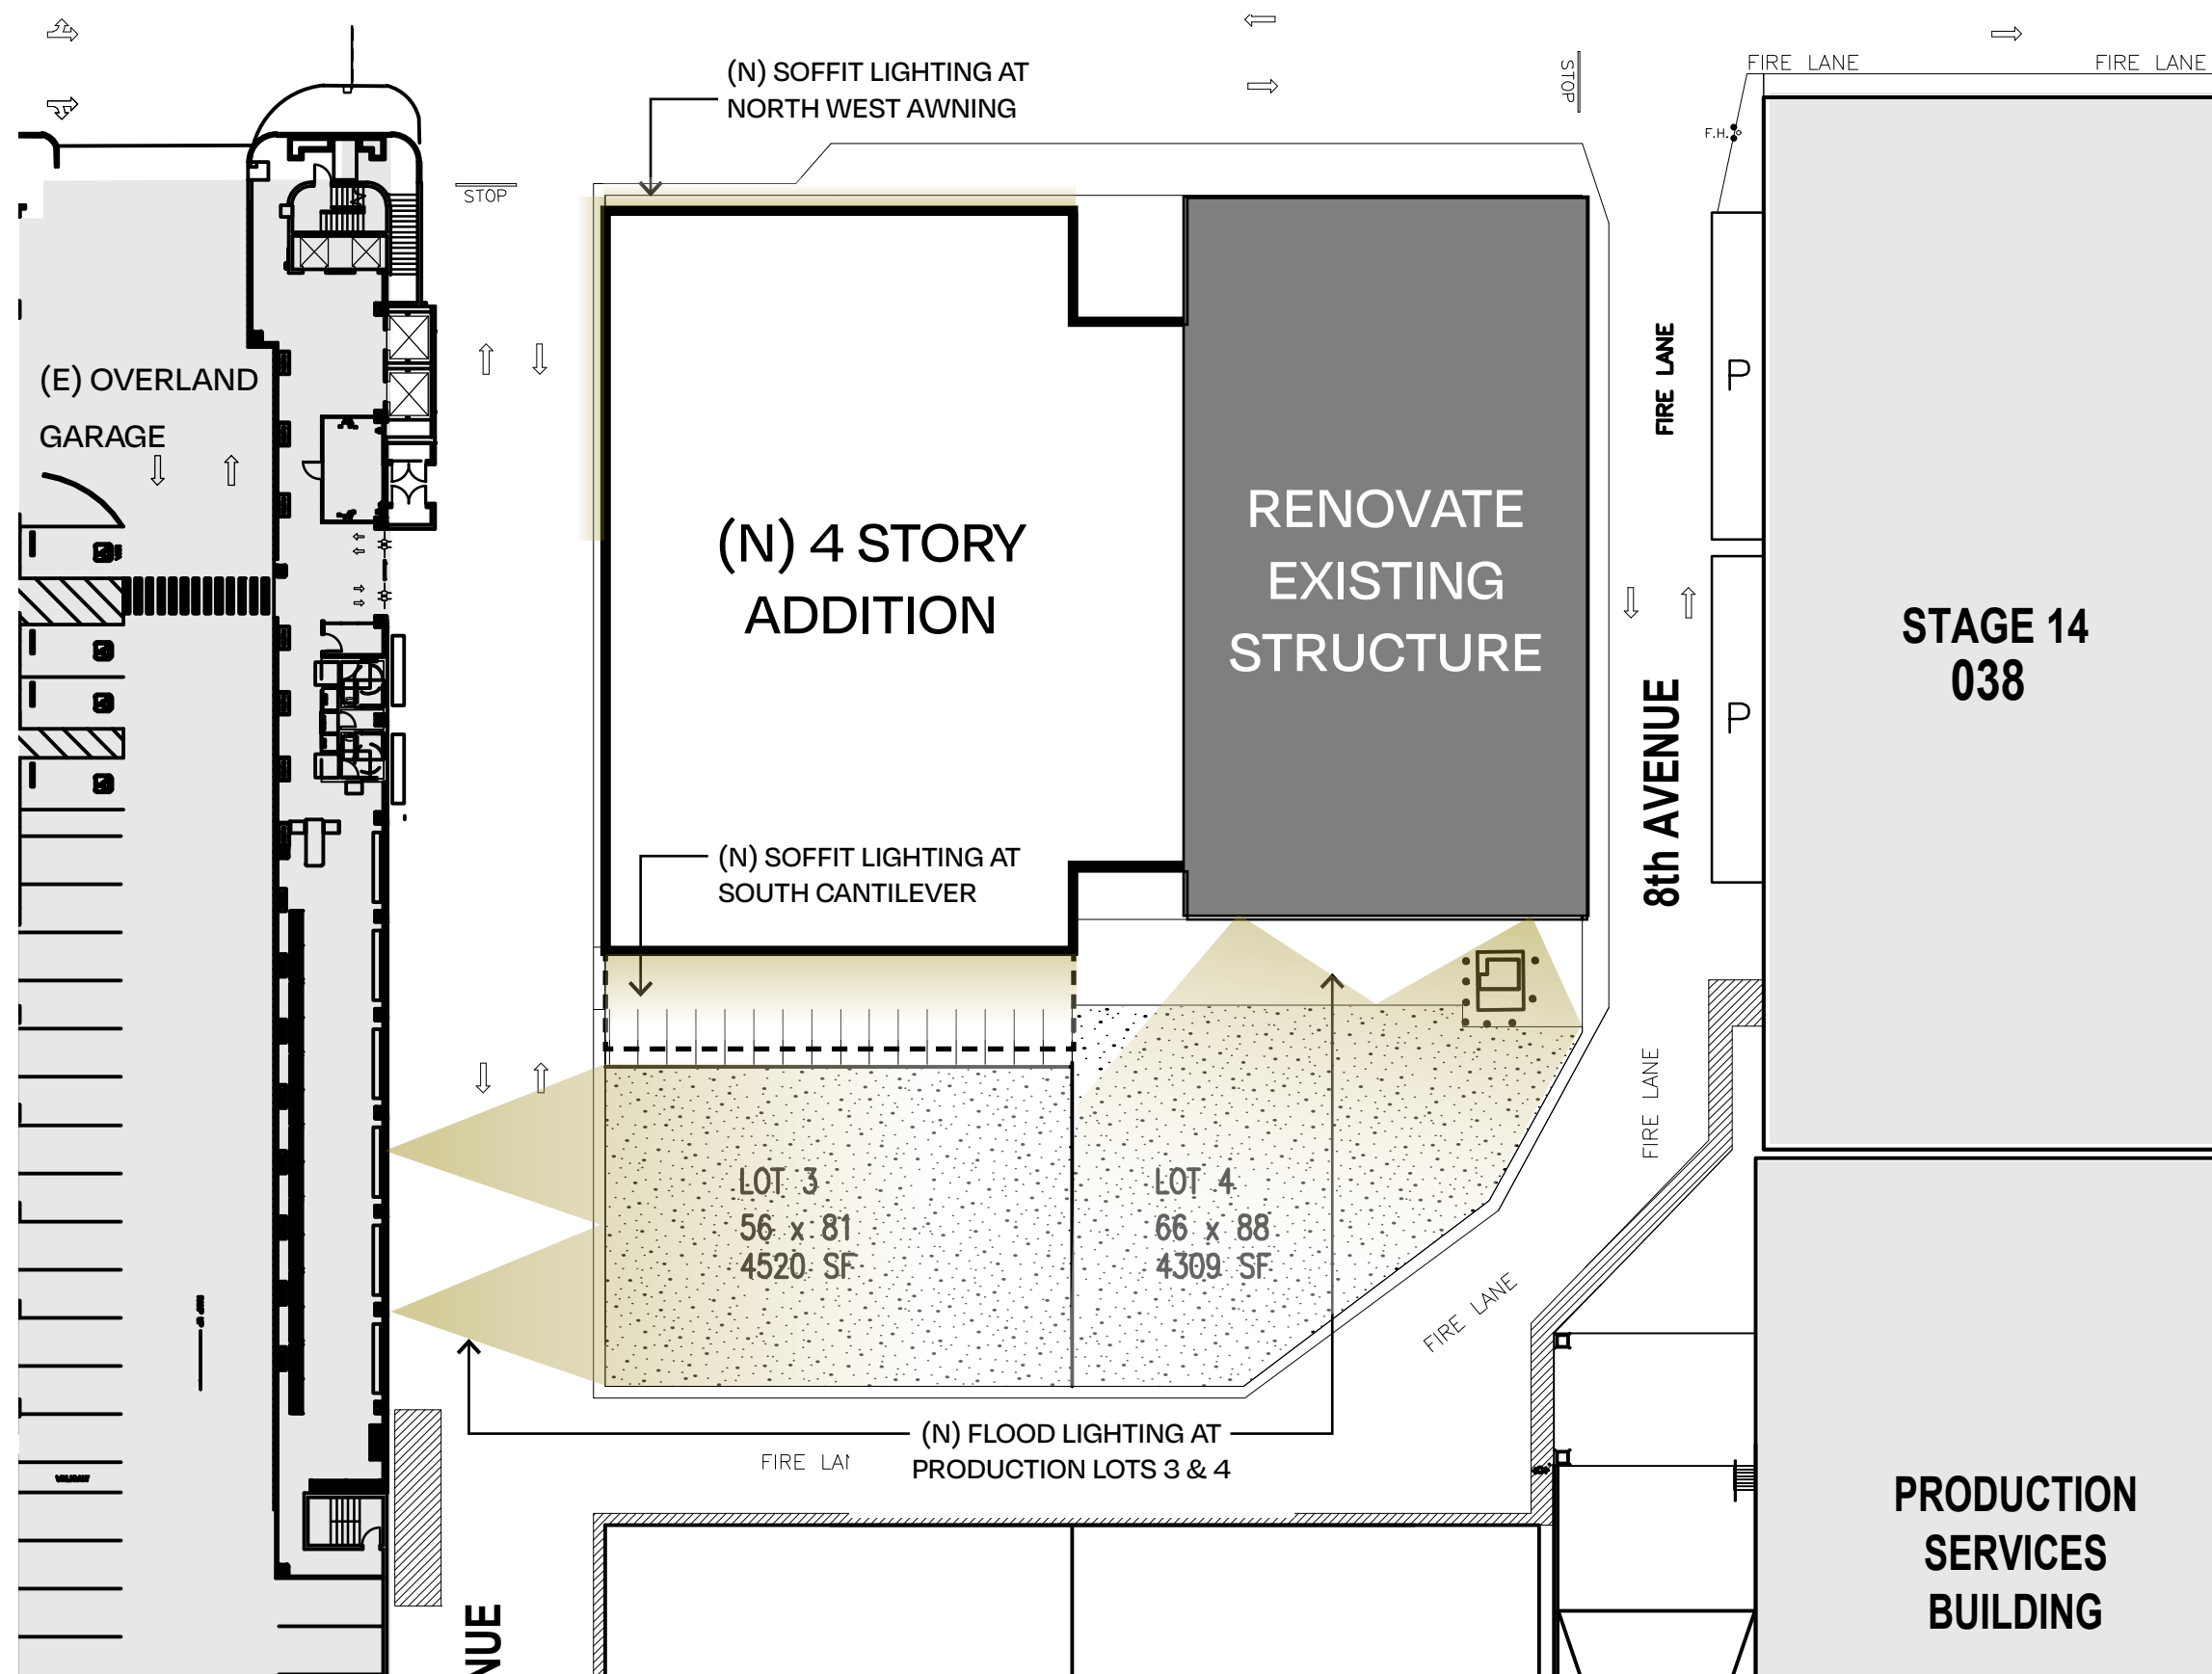 (N) SOFFIT LIGHTING AT
NORTH WEST AWNING
STOP
FIRE LANE
FIRE LANE
F.H.
STOP
(E) OVERLAND
GARAGE
FIRE LANE
P
(N) 4 STORY
ADDITION
RENOVATE
EXISTING
STRUCTURE
STAGE 14
038
8th AVENUE
P
(N) SOFFIT LIGHTING AT
SOUTH CANTILEVER
FIRE LANE
LOT 3
56 x 81
4520 SF
LOT 4
66 x 88
4309 SF
FIRE LANE
(N) FLOOD LIGHTING AT
PRODUCTION LOTS 3 & 4
FIRE LAN
PRODUCTION
SERVICES
BUILDING
NUE